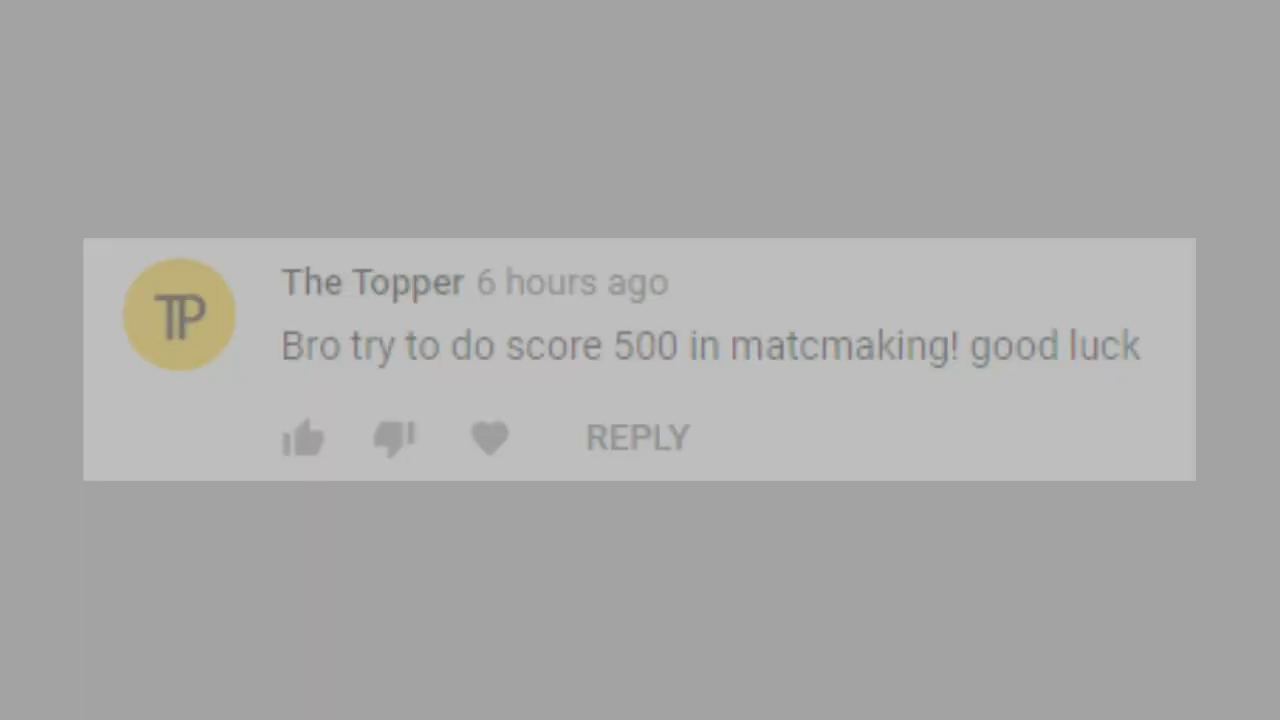 TP
The Topper 6 hours ago
Bro try to do score 500 in matcmaking! good luck
REPLY